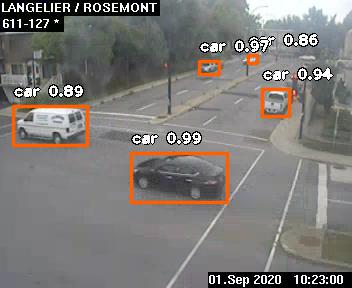 LANGELIER / ROSEMONT
611-127 *
car 0.86
car 0.97
car 0.94
car 0.89
car 0.99
01.Sep 2020 10:23:00